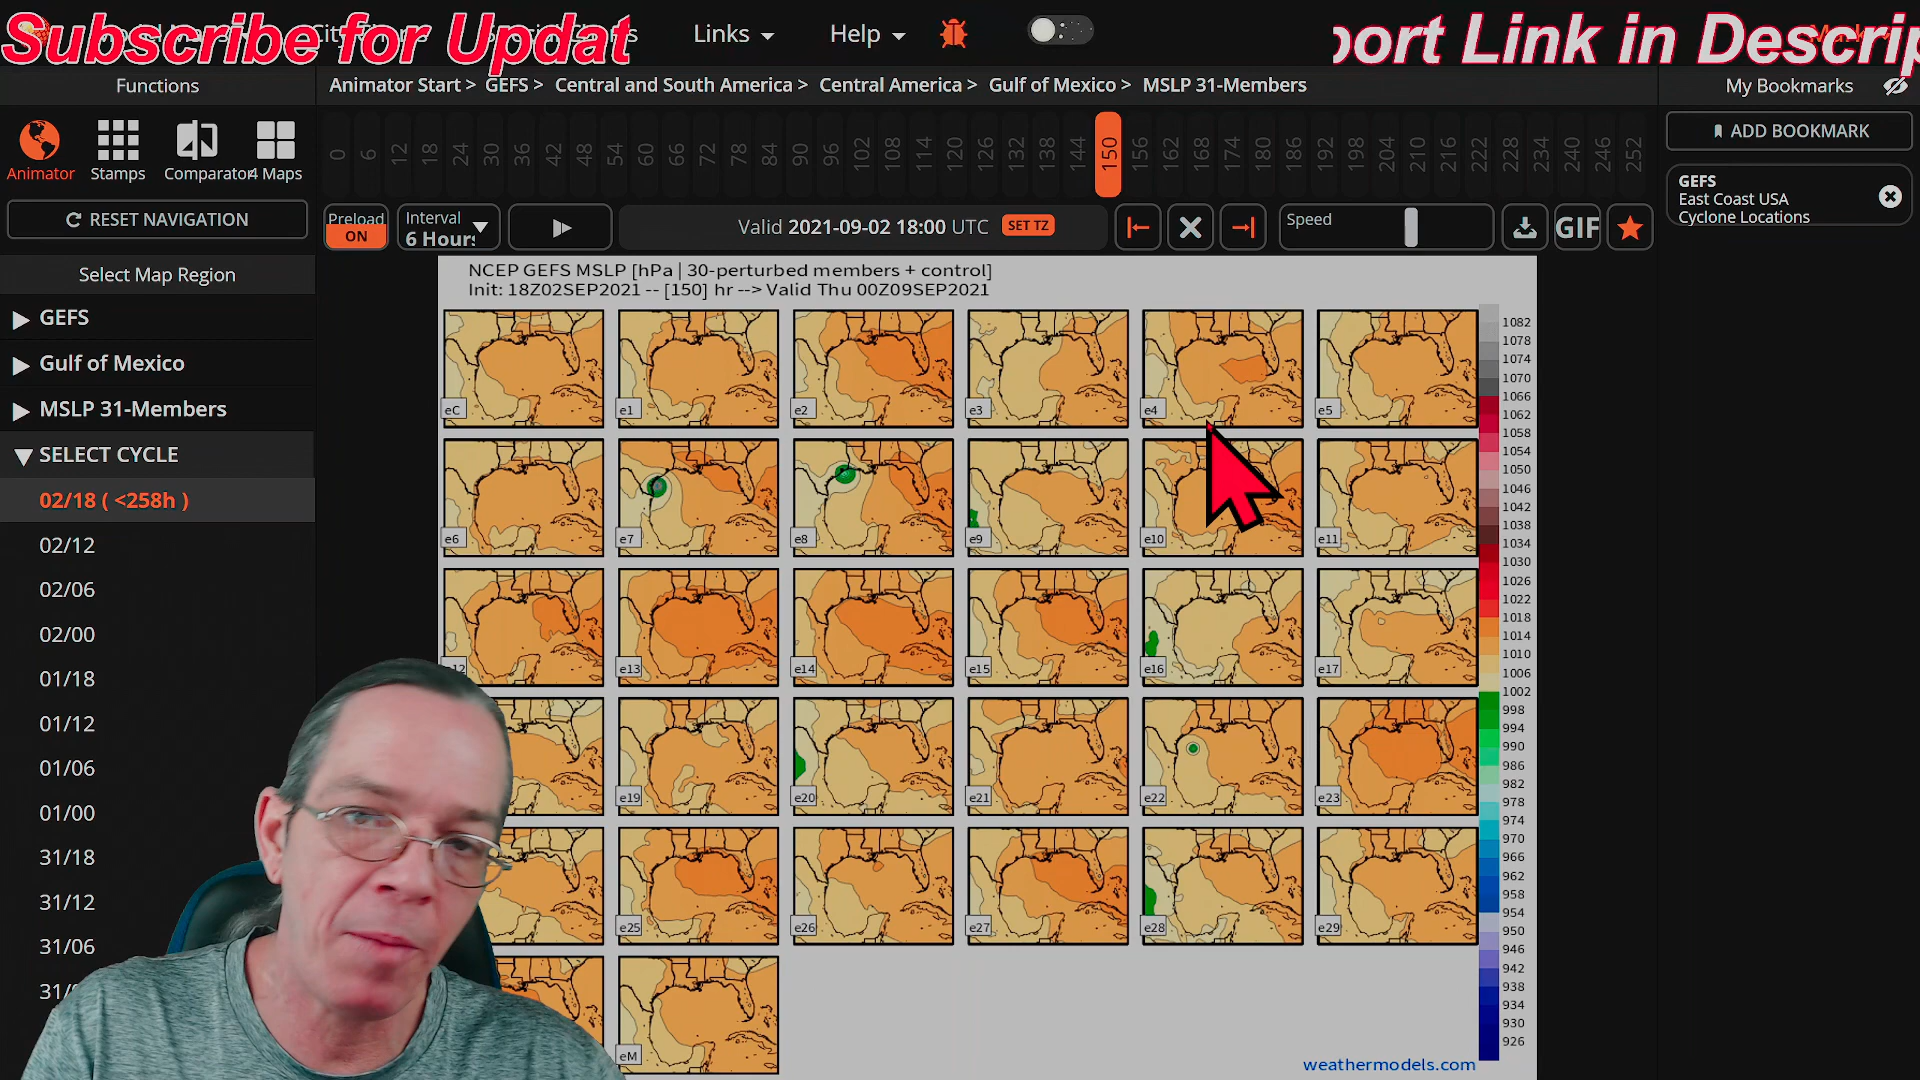 Subscribe for Updat
port Link in Descrip
Links
Help
Functions
Animator Start > GEFS > Central and South America > Central America > Gulf of Mexico > MSLP 31-Members
My Bookmarks
Animator
Stamps
Comparator
4 Maps
0 6 12 18 24 30 36 42 48 54 60 66 72 78 84 90 96 102 108 114 120 126 132 138 144 150 156 162 168 174 180 186 192 198 204 210 216 222 228 234 240 246 252
ADD BOOKMARK
GEFS
East Coast USA
Cyclone Locations
RESET NAVIGATION
Preload
ON
Interval
6 Hours
Valid 2021-09-02 18:00 UTC
SET TZ
Speed
GIF
Select Map Region
GEFS
Gulf of Mexico
MSLP 31-Members
SELECT CYCLE
02/18 ( <258h )
02/12
02/06
02/00
01/18
01/12
01/06
01/00
31/18
31/12
31/06
NCEP GEFS MSLP [hPa | 30-perturbed members + control]
Init: 18Z02SEP2021 -- [150] hr --> Valid Thu 00Z09SEP2021
eC e1 e2 e3 e4 e5
e6 e7 e8 e9 e10 e11
e12 e13 e14 e15 e16 e17
e19 e20 e21 e22 e23
e25 e26 e27 e28 e29
eM
1082
1078
1074
1070
1066
1062
1058
1054
1050
1046
1042
1038
1034
1030
1026
1022
1018
1014
1010
1006
1002
998
994
990
986
982
978
974
970
966
962
958
954
950
946
942
938
934
930
926
weathermodels.com